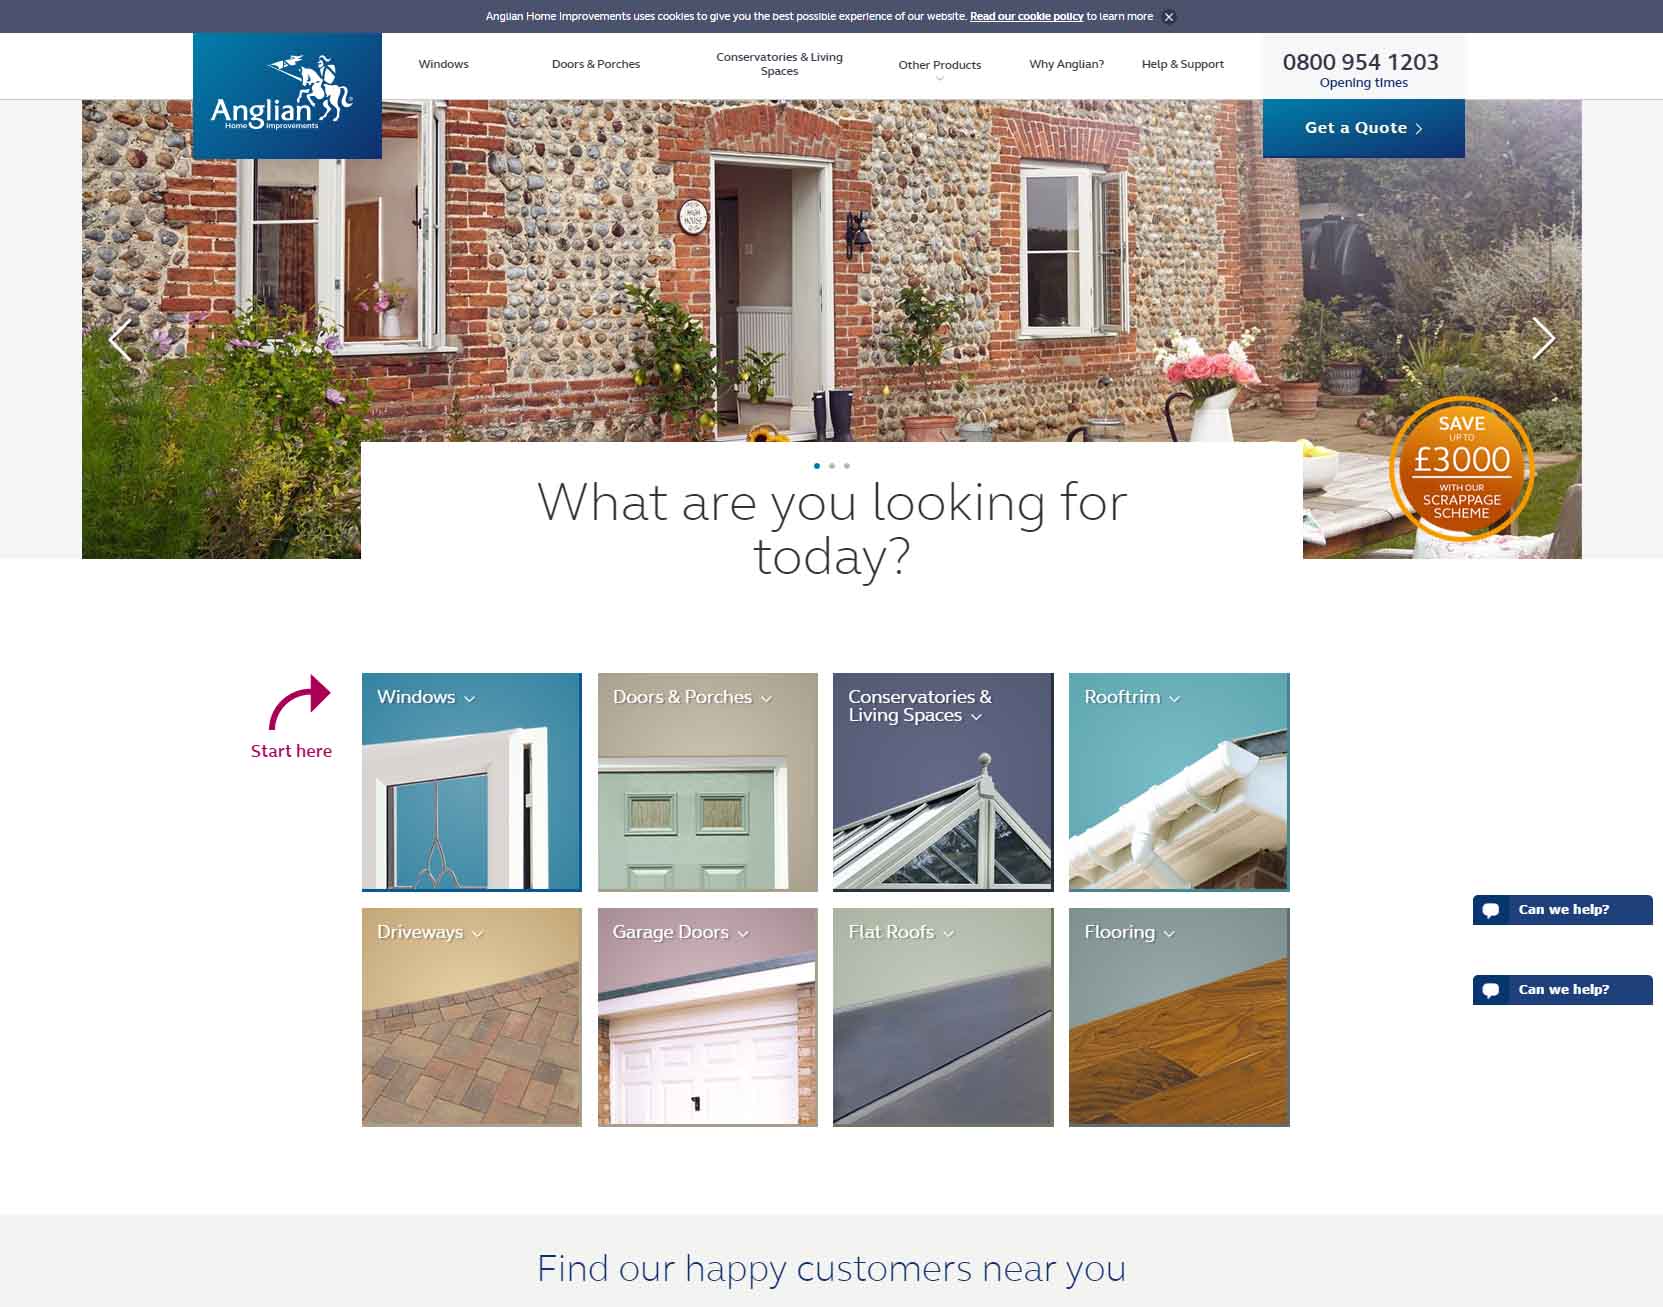 Anglian Home Improvements uses cookies to give you the best possible experience of our website. Read our cookie policy to learn more
Anglian
Home Improvements
Windows
Doors & Porches
Conservatories & Living
Spaces
Other Products
Why Anglian?
Help & Support
0800 954 1203
Opening times
Get a Quote
HIGH
HOUSE
SAVE
UP TO
£3000
WITH OUR
SCRAPPAGE
SCHEME
What are you looking for
today?
Start here
Windows
Doors & Porches
Conservatories &
Living Spaces
Rooftrim
Driveways
Garage Doors
Flat Roofs
Flooring
Can we help?
Can we help?
Find our happy customers near you